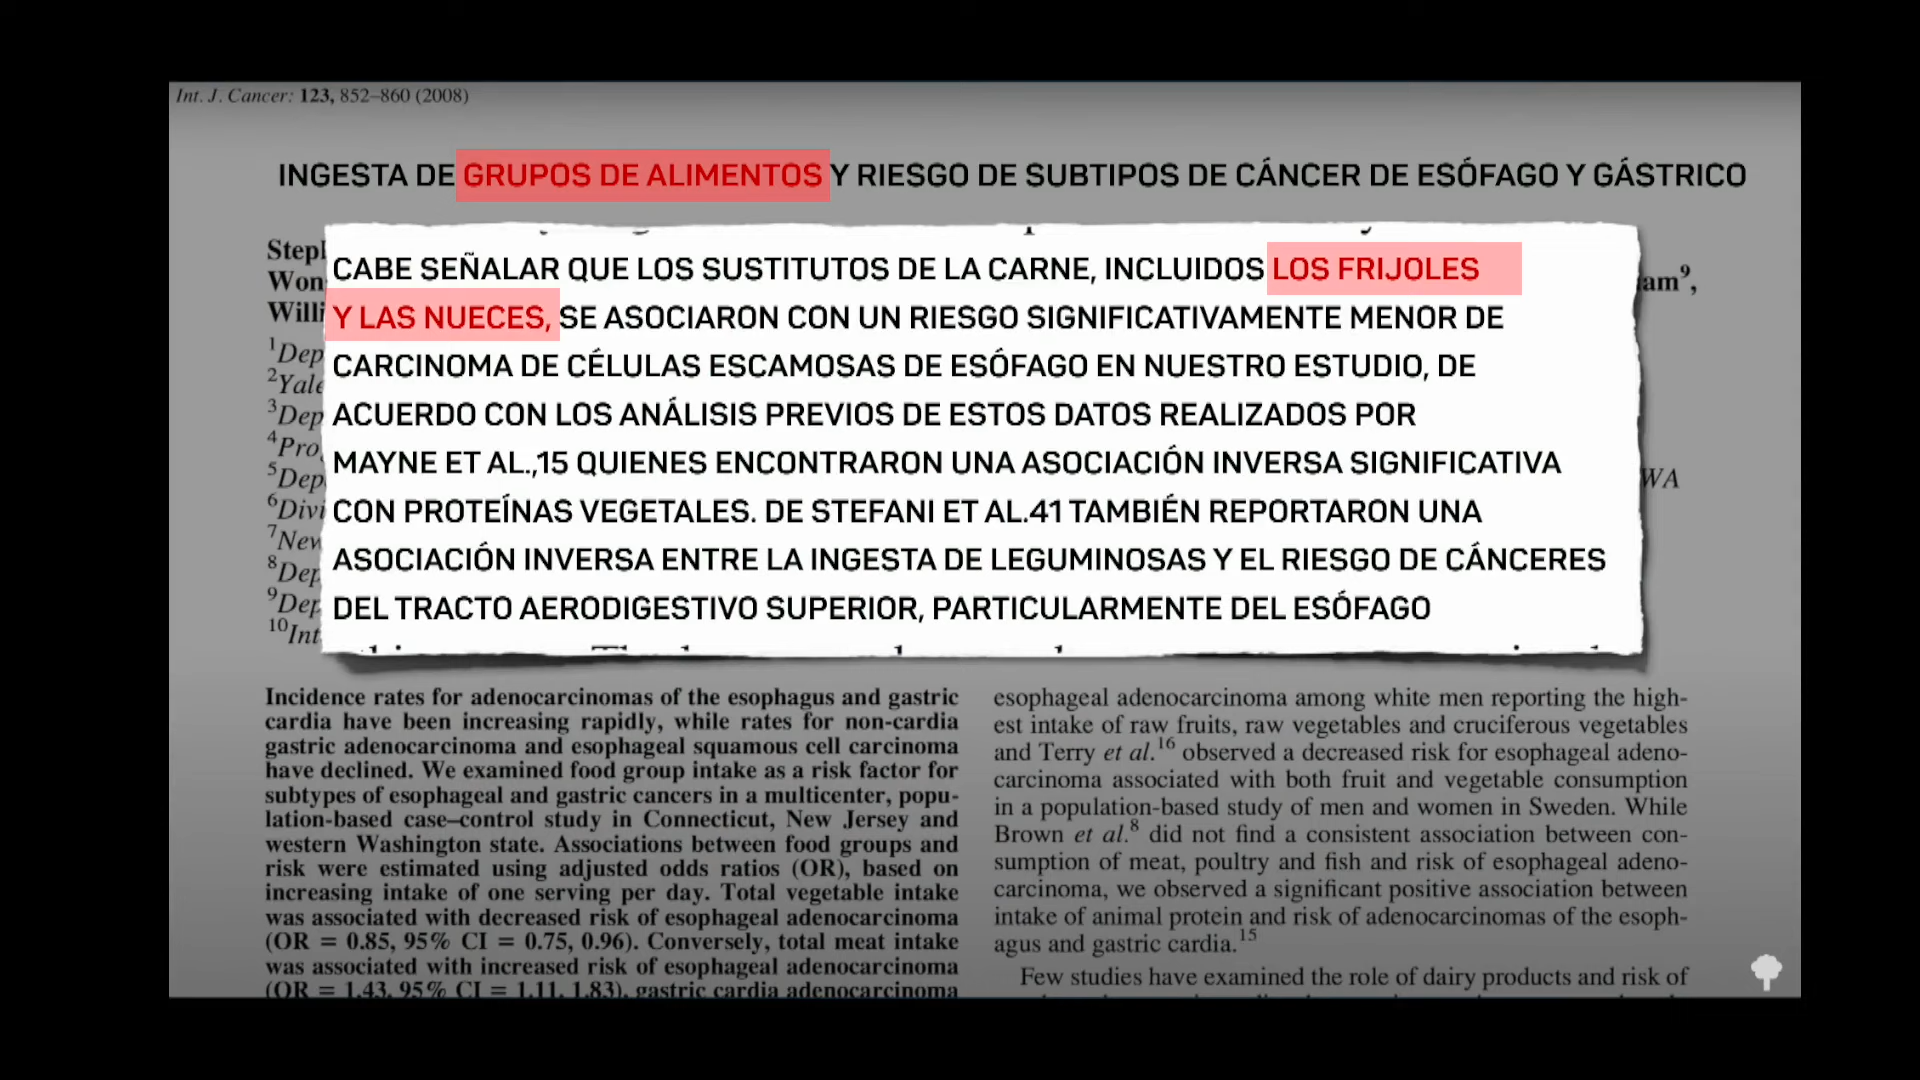 Int. J. Cancer: 123, 852–860 (2008)
INGESTA DE GRUPOS DE ALIMENTOS Y RIESGO DE SUBTIPOS DE CÁNCER DE ESÓFAGO Y GÁSTRICO
CABE SEÑALAR QUE LOS SUSTITUTOS DE LA CARNE, INCLUIDOS LOS FRIJOLES
Y LAS NUECES, SE ASOCIARON CON UN RIESGO SIGNIFICATIVAMENTE MENOR DE
CARCINOMA DE CÉLULAS ESCAMOSAS DE ESÓFAGO EN NUESTRO ESTUDIO, DE
ACUERDO CON LOS ANÁLISIS PREVIOS DE ESTOS DATOS REALIZADOS POR
MAYNE ET AL.,15 QUIENES ENCONTRARON UNA ASOCIACIÓN INVERSA SIGNIFICATIVA
CON PROTEÍNAS VEGETALES. DE STEFANI ET AL.41 TAMBIÉN REPORTARON UNA
ASOCIACIÓN INVERSA ENTRE LA INGESTA DE LEGUMINOSAS Y EL RIESGO DE CÁNCERES
DEL TRACTO AERODIGESTIVO SUPERIOR, PARTICULARMENTE DEL ESÓFAGO
WA
Incidence rates for adenocarcinomas of the esophagus and gastric
cardia have been increasing rapidly, while rates for non-cardia
gastric adenocarcinoma and esophageal squamous cell carcinoma
have declined. We examined food group intake as a risk factor for
subtypes of esophageal and gastric cancers in a multicenter, popu-
lation-based case–control study in Connecticut, New Jersey and
western Washington state. Associations between food groups and
risk were estimated using adjusted odds ratios (OR), based on
increasing intake of one serving per day. Total vegetable intake
was associated with decreased risk of esophageal adenocarcinoma
(OR = 0.85, 95% CI = 0.75, 0.96). Conversely, total meat intake
was associated with increased risk of esophageal adenocarcinoma
(OR = 1.43, 95% CI = 1.11, 1.83), gastric cardia adenocarcinoma
esophageal adenocarcinoma among white men reporting the high-
est intake of raw fruits, raw vegetables and cruciferous vegetables
and Terry et al.16 observed a decreased risk for esophageal adeno-
carcinoma associated with both fruit and vegetable consumption
in a population-based study of men and women in Sweden. While
Brown et al.8 did not find a consistent association between con-
sumption of meat, poultry and fish and risk of esophageal adeno-
carcinoma, we observed a significant positive association between
intake of animal protein and risk of adenocarcinomas of the esoph-
agus and gastric cardia.15
Few studies have examined the role of dairy products and risk of